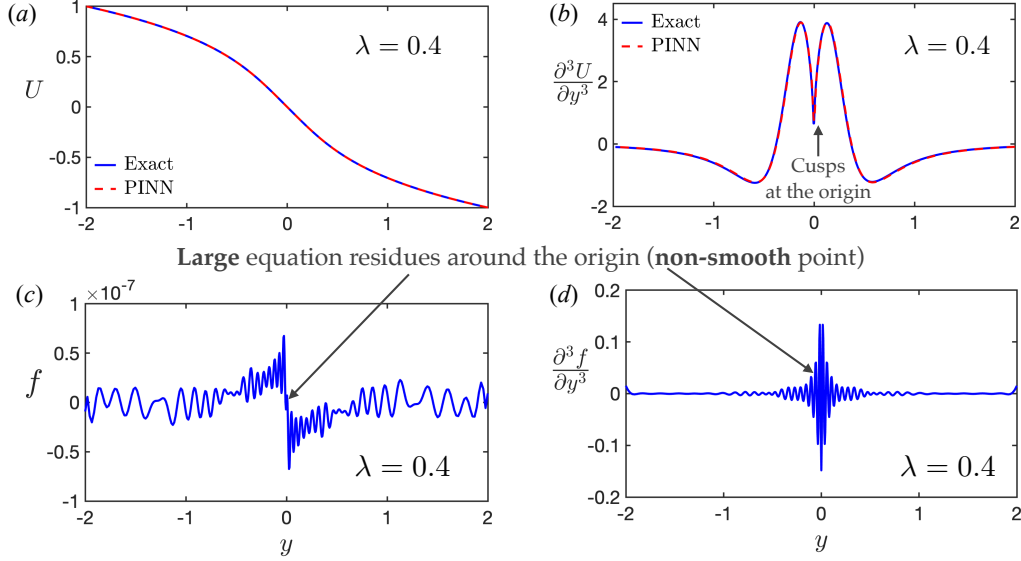 (a)
1
0.5
U
0
-0.5
-1
λ = 0.4
Exact
PINN
-2
-1
0
1
2
(b)
4
2
∂³U
∂y³
0
-2
Exact
PINN
λ = 0.4
Cusps
at the origin
-2
-1
0
1
2
Large equation residues around the origin (non-smooth point)
(c)
×10⁻⁷
1
0.5
f
0
-0.5
-1
λ = 0.4
-2
-1
0
1
2
y
(d)
0.2
0.1
∂³f
∂y³
0
-0.1
0.2
λ = 0.4
-2
-1
0
1
2
y